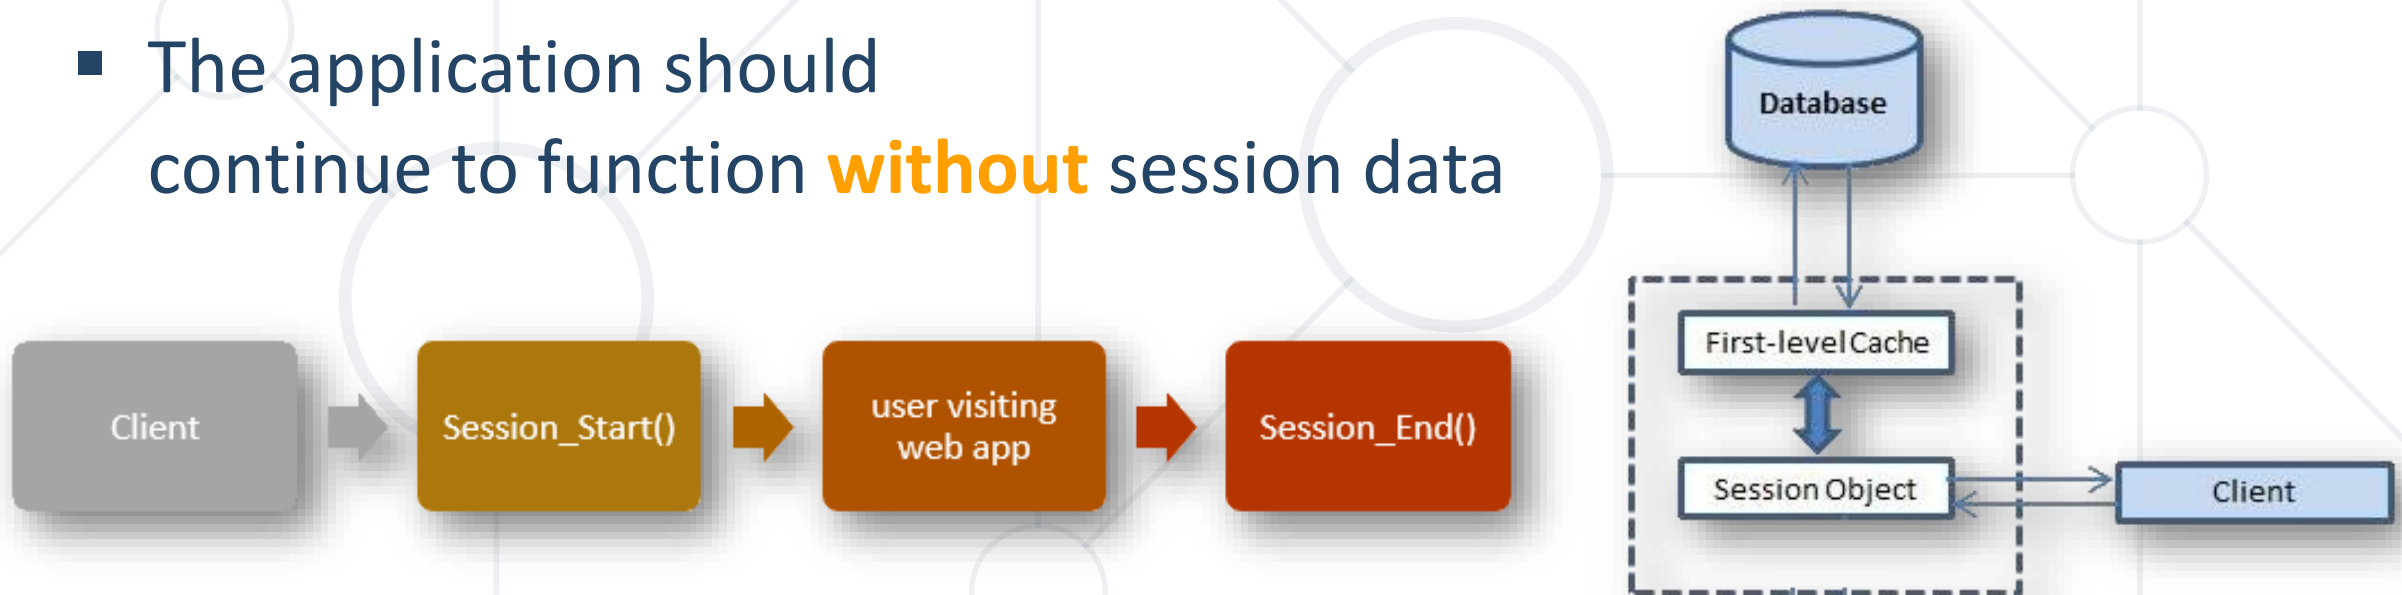 ▪ The application should
continue to function without session data
Client
Session_Start()
user visiting
web app
Session_End()
Database
First-level Cache
Session Object
Client